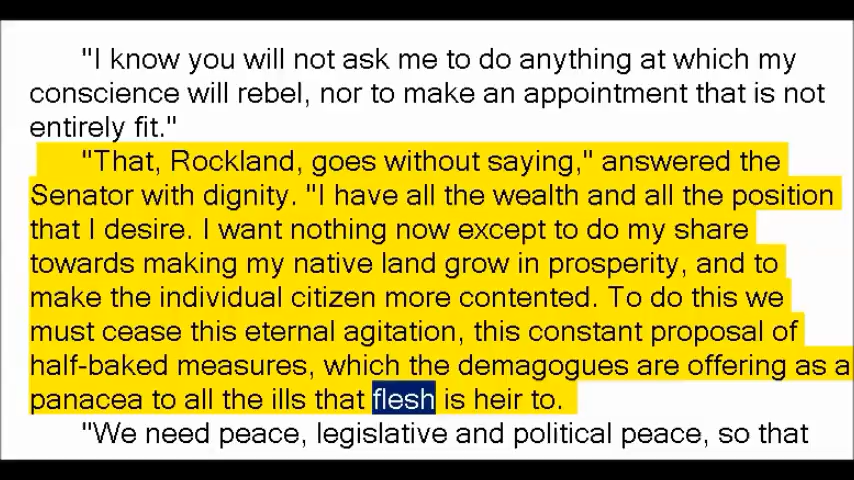 "I know you will not ask me to do anything at which my
conscience will rebel, nor to make an appointment that is not
entirely fit."
"That, Rockland, goes without saying," answered the
Senator with dignity. "I have all the wealth and all the position
that I desire. I want nothing now except to do my share
towards making my native land grow in prosperity, and to
make the individual citizen more contented. To do this we
must cease this eternal agitation, this constant proposal of
half-baked measures, which the demagogues are offering as a
panacea to all the ills that flesh is heir to.
"We need peace, legislative and political peace, so that